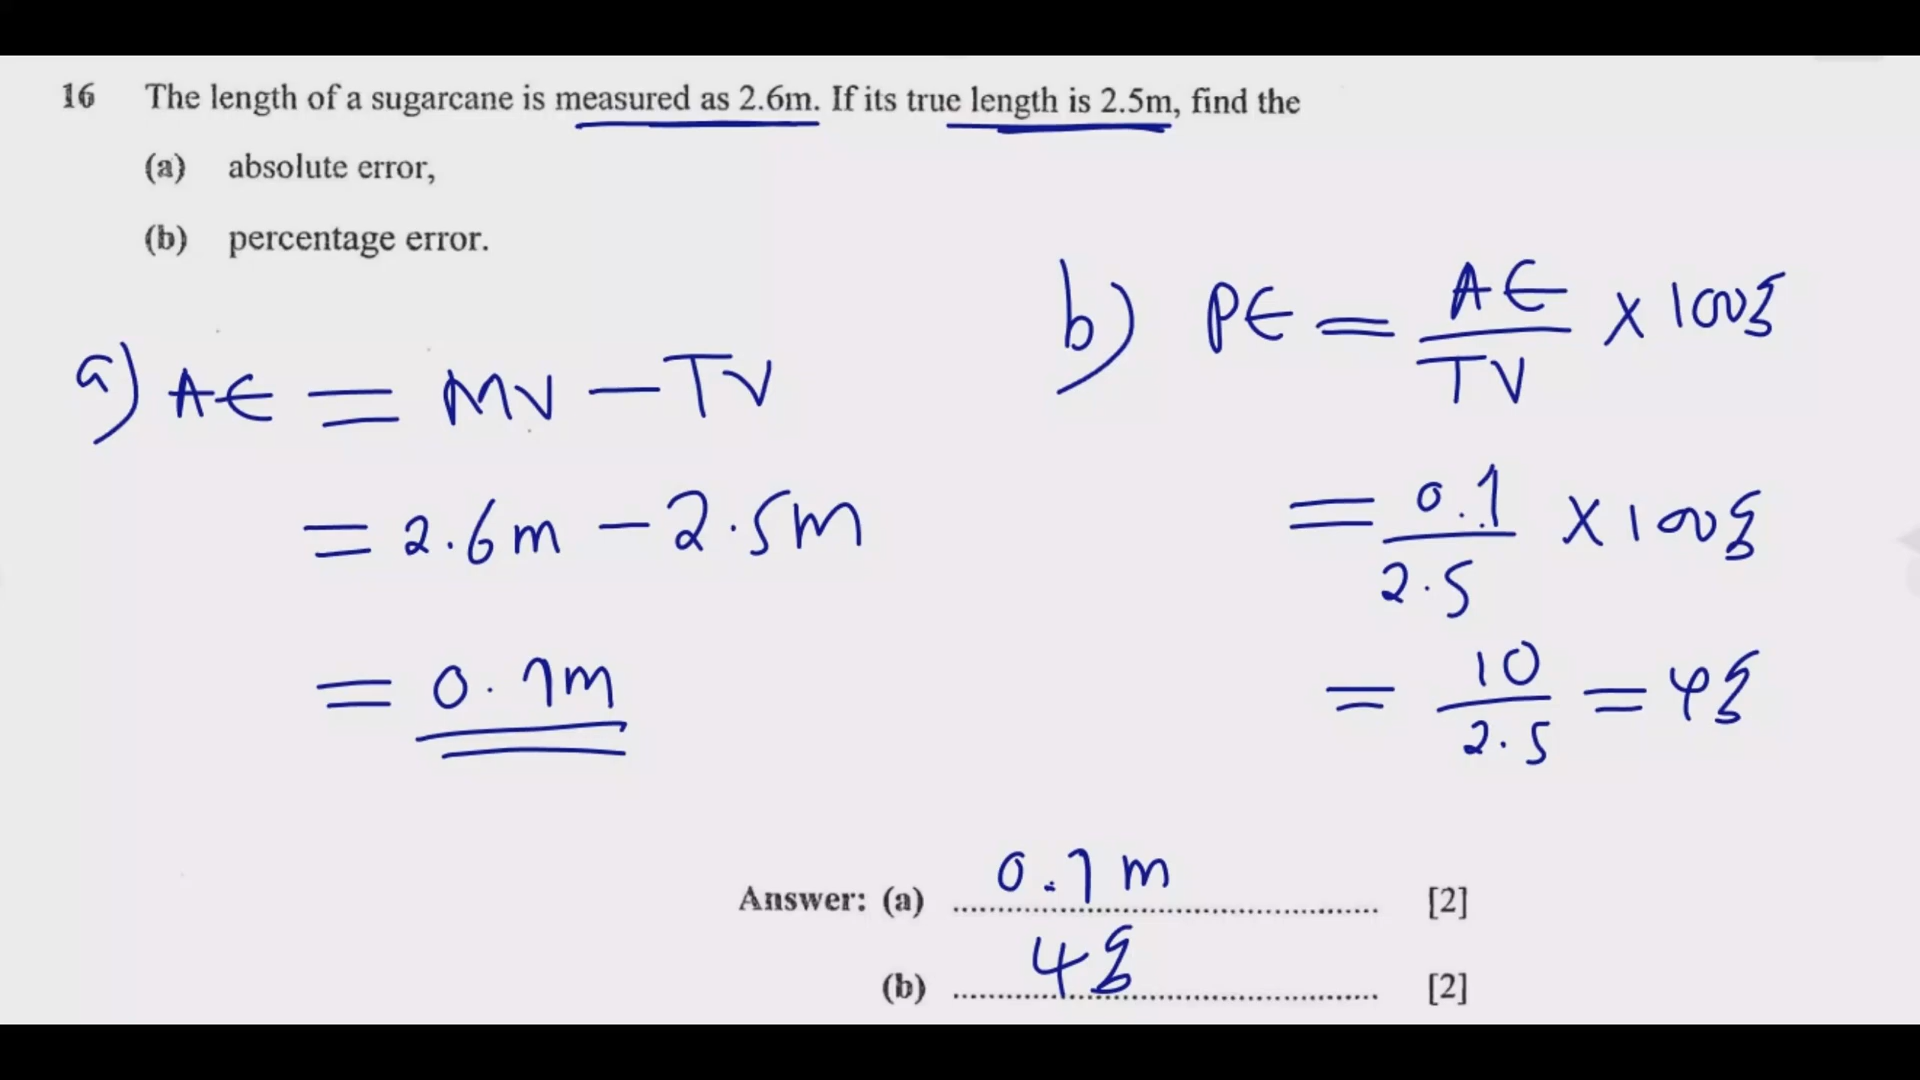 16 The length of a sugarcane is measured as 2.6m. If its true length is 2.5m, find the
(a) absolute error,
(b) percentage error.
a) AE = MV - TV
= 2.6m - 2.5m
= 0.1m
b) PE = AE/TV × 100%
= 0.1/2.5 × 100%
= 10/2.5 = 4%
Answer: (a) 0.1m [2]
(b) 4% [2]